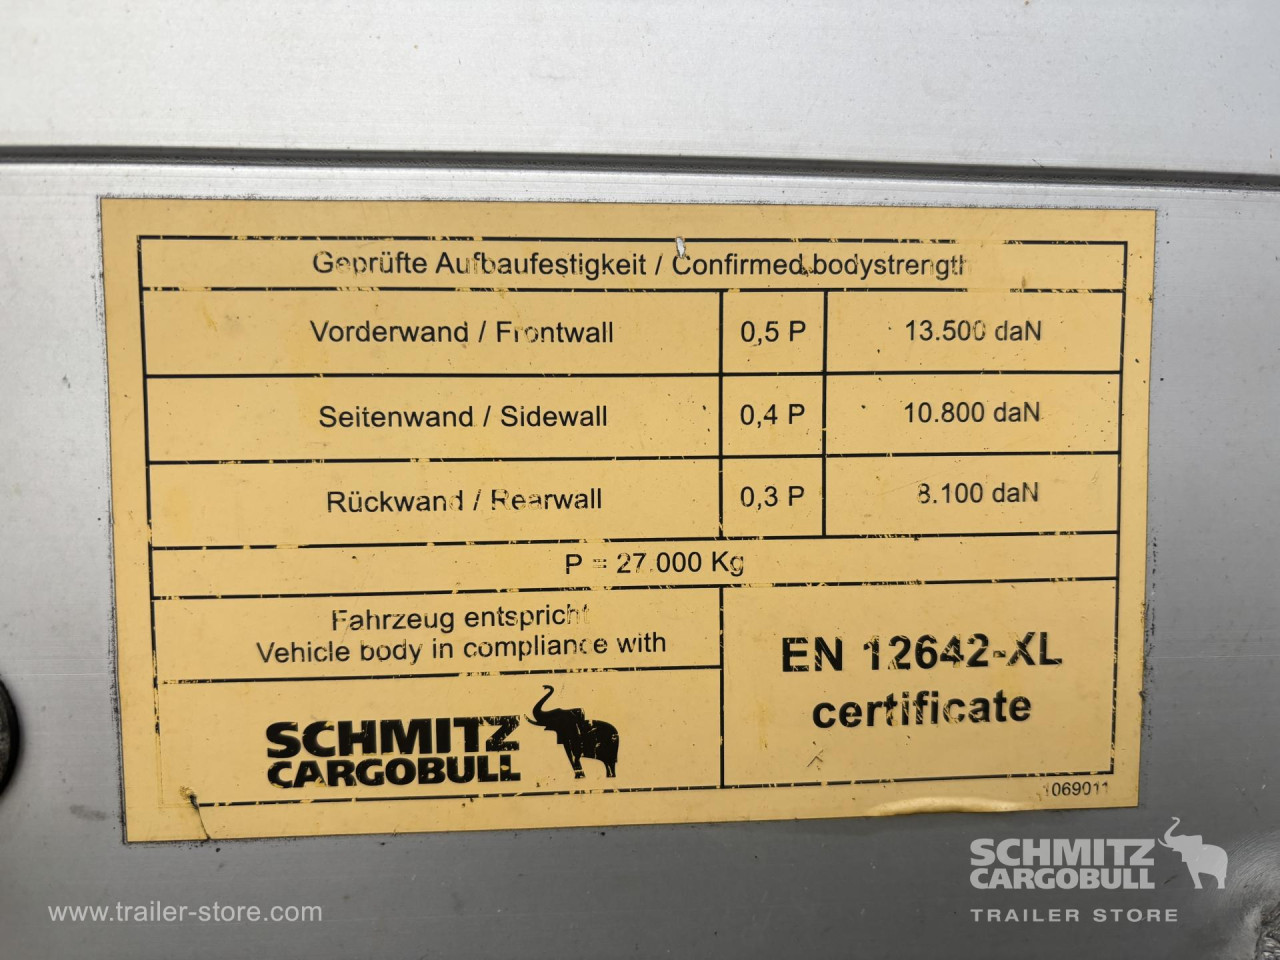 Geprüfte Aufbaufestigkeit / Confirmed bodystrength
Vorderwand / Frontwall 0,5 P 13.500 daN
Seitenwand / Sidewall 0,4 P 10.800 daN
Rückwand / Rearwall 0,3 P 8.100 daN
P = 27.000 Kg
Fahrzeug entspricht
Vehicle body in compliance with
EN 12642-XL
certificate
SCHMITZ
CARGOBULL
1069011
SCHMITZ
CARGOBULL
TRAILER STORE
www.trailer-store.com